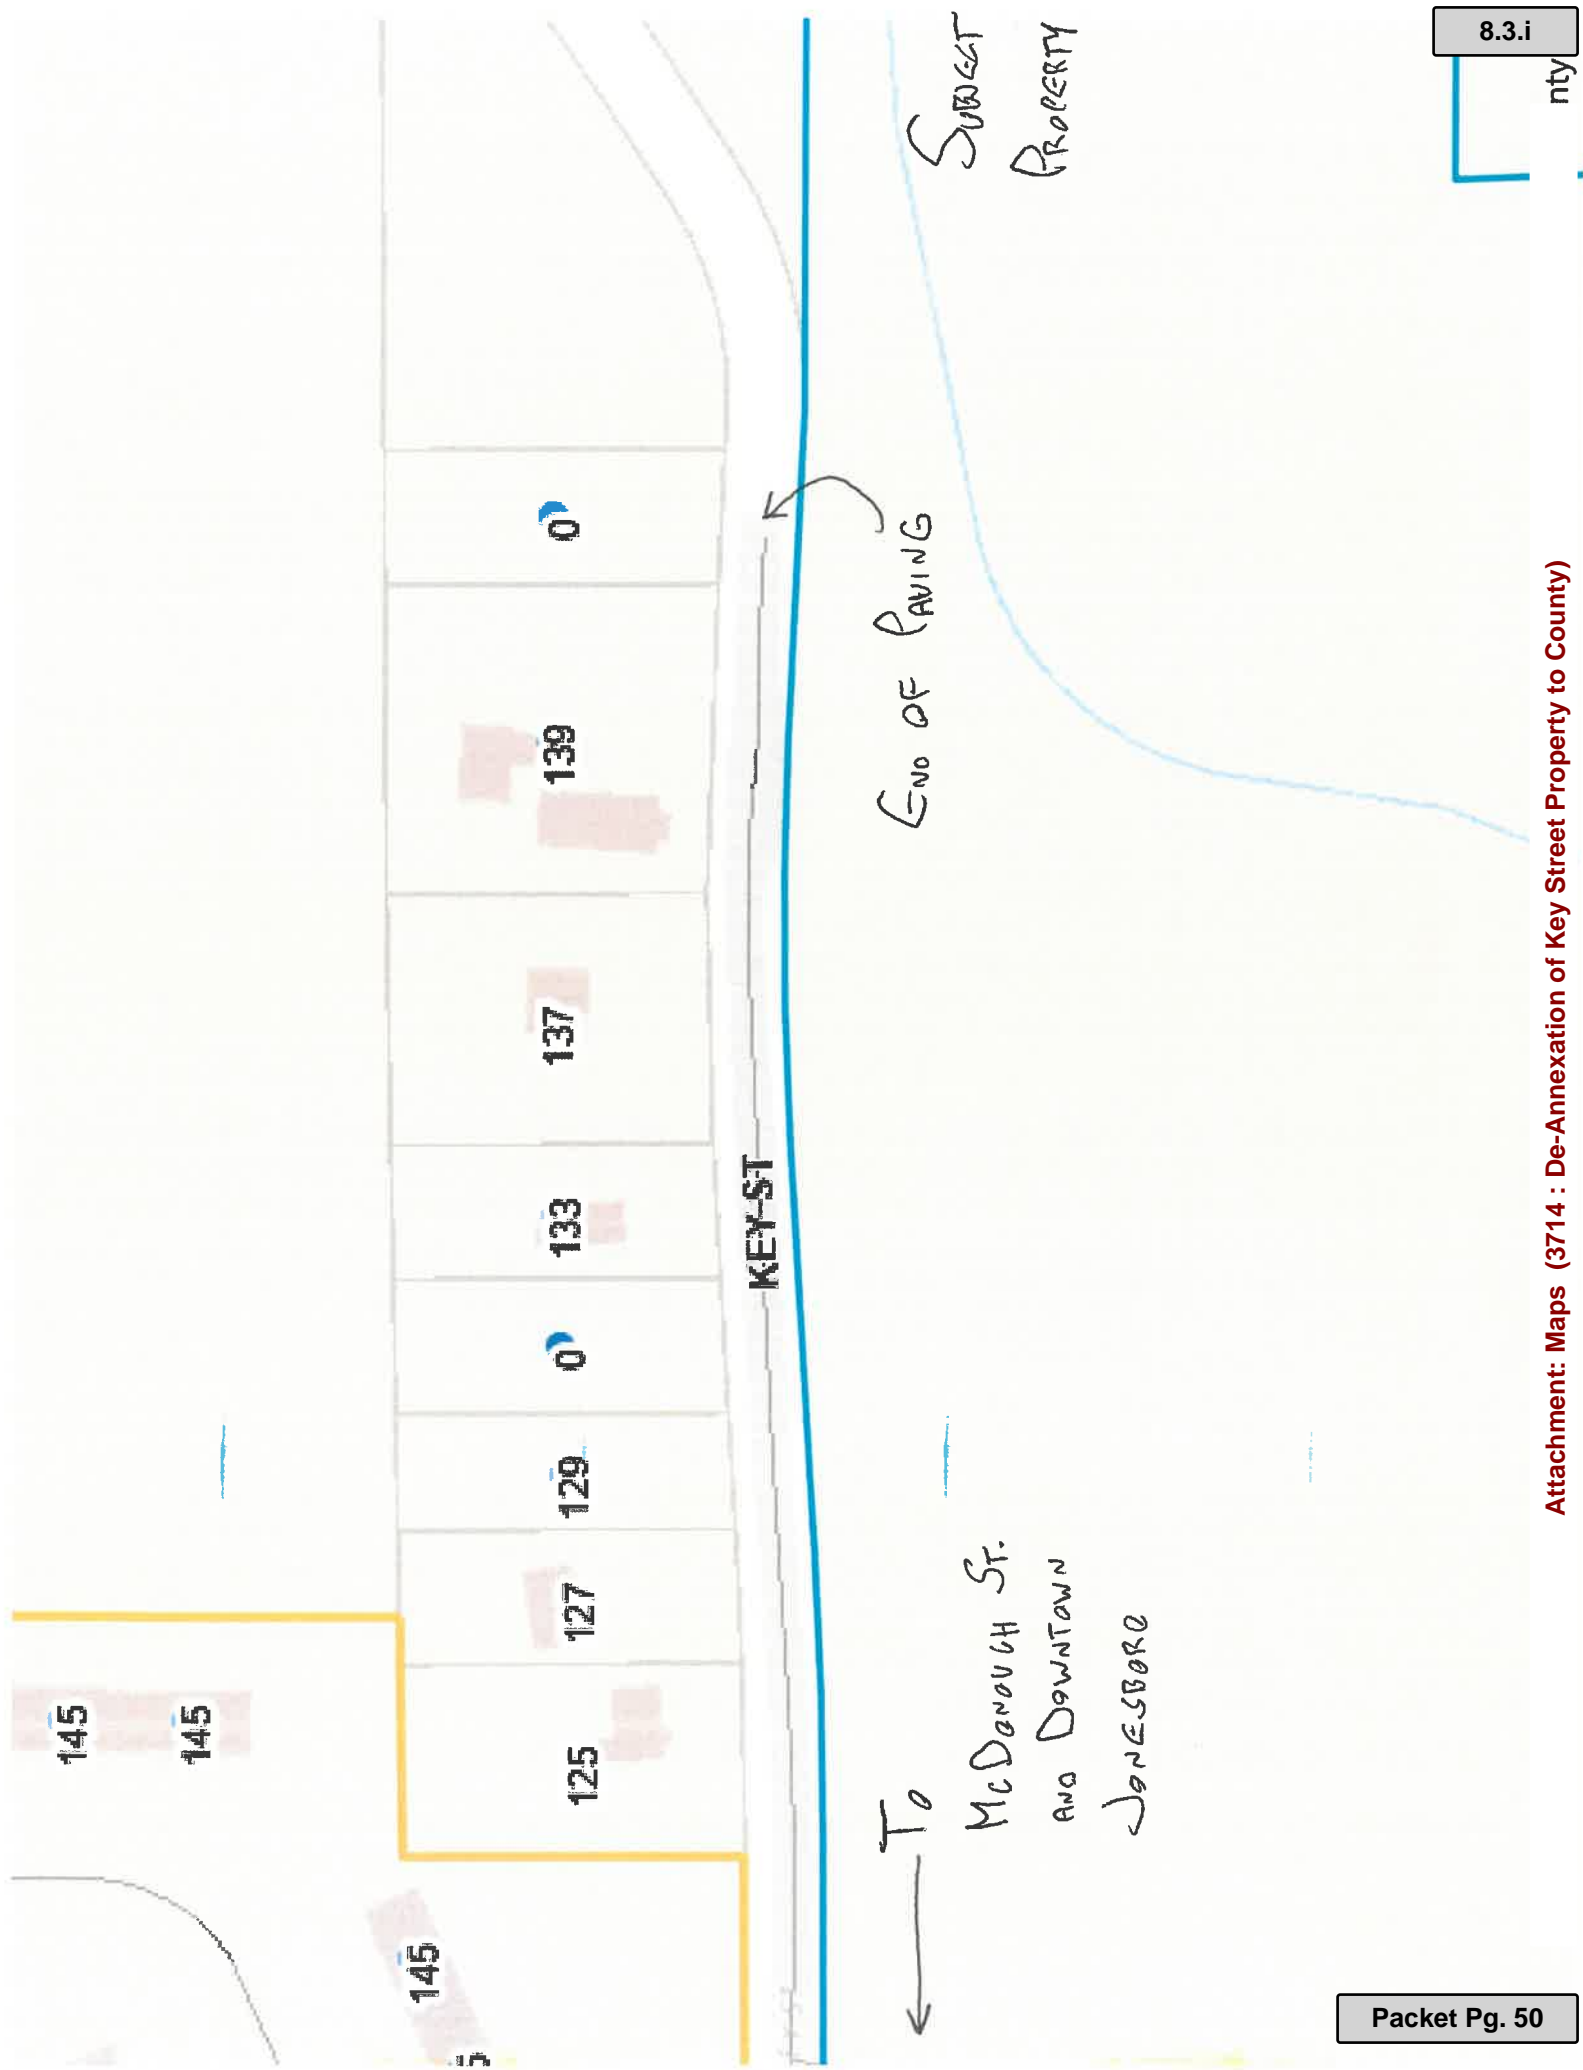 8.3.i
nty
SUBJECT
PROPERTY
0
139
END OF PAVING
137
133
KEY-ST
0
129
127
125
145
145
145
5
TO
MCDONOUGH ST.
AND DOWNTOWN
JONESBORO
Attachment: Maps (3714 : De-Annexation of Key Street Property to County)
Packet Pg. 50